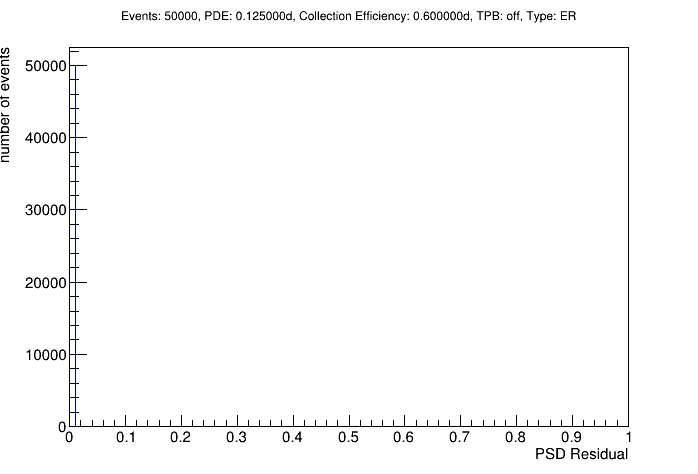 Events: 50000, PDE: 0.125000d, Collection Efficiency: 0.600000d, TPB: off, Type: ER
number of events
50000
40000
30000
20000
10000
0
0 0.1 0.2 0.3 0.4 0.5 0.6 0.7 0.8 0.9 1
PSD Residual